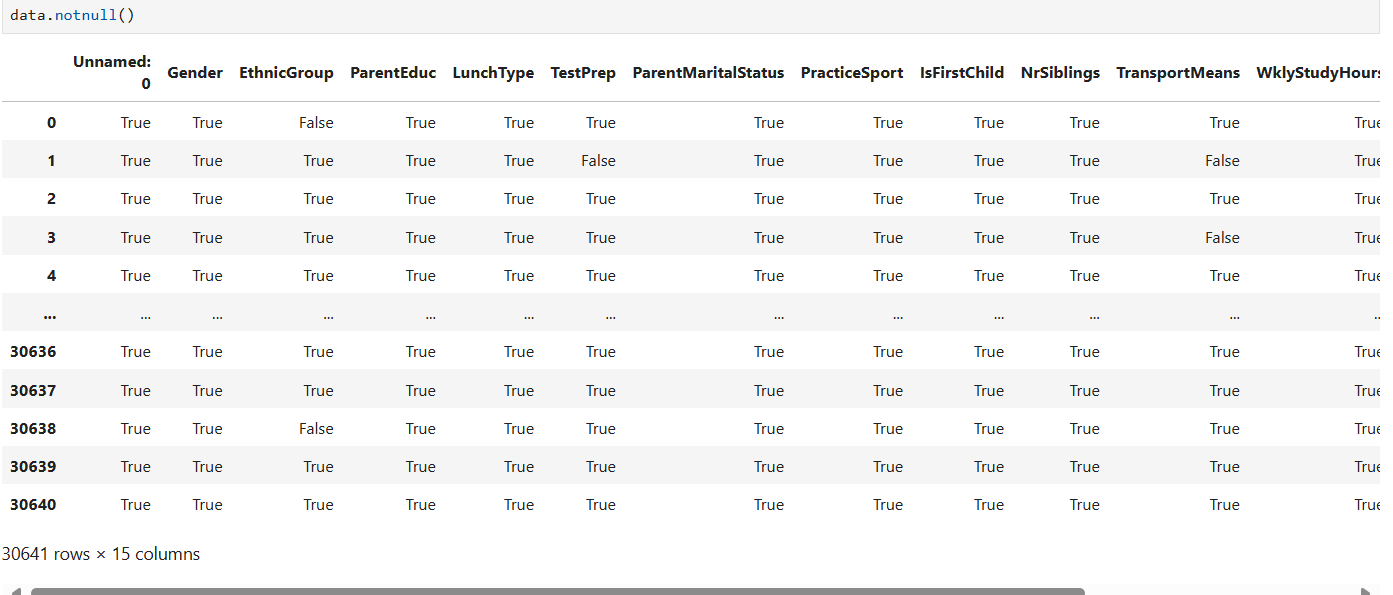 data.notnull()
Unnamed: 0 Gender EthnicGroup ParentEduc LunchType TestPrep ParentMaritalStatus PracticeSport IsFirstChild NrSiblings TransportMeans WklyStudyHours
0 True True False True True True True True True True True True
1 True True True True True False True True True True False True
2 True True True True True True True True True True True True
3 True True True True True True True True True True False True
4 True True True True True True True True True True True True
... ... ... ... ... ... ... ... ... ... ... ... ...
30636 True True True True True True True True True True True True
30637 True True True True True True True True True True True True
30638 True True False True True True True True True True True True
30639 True True True True True True True True True True True True
30640 True True True True True True True True True True True True
30641 rows × 15 columns